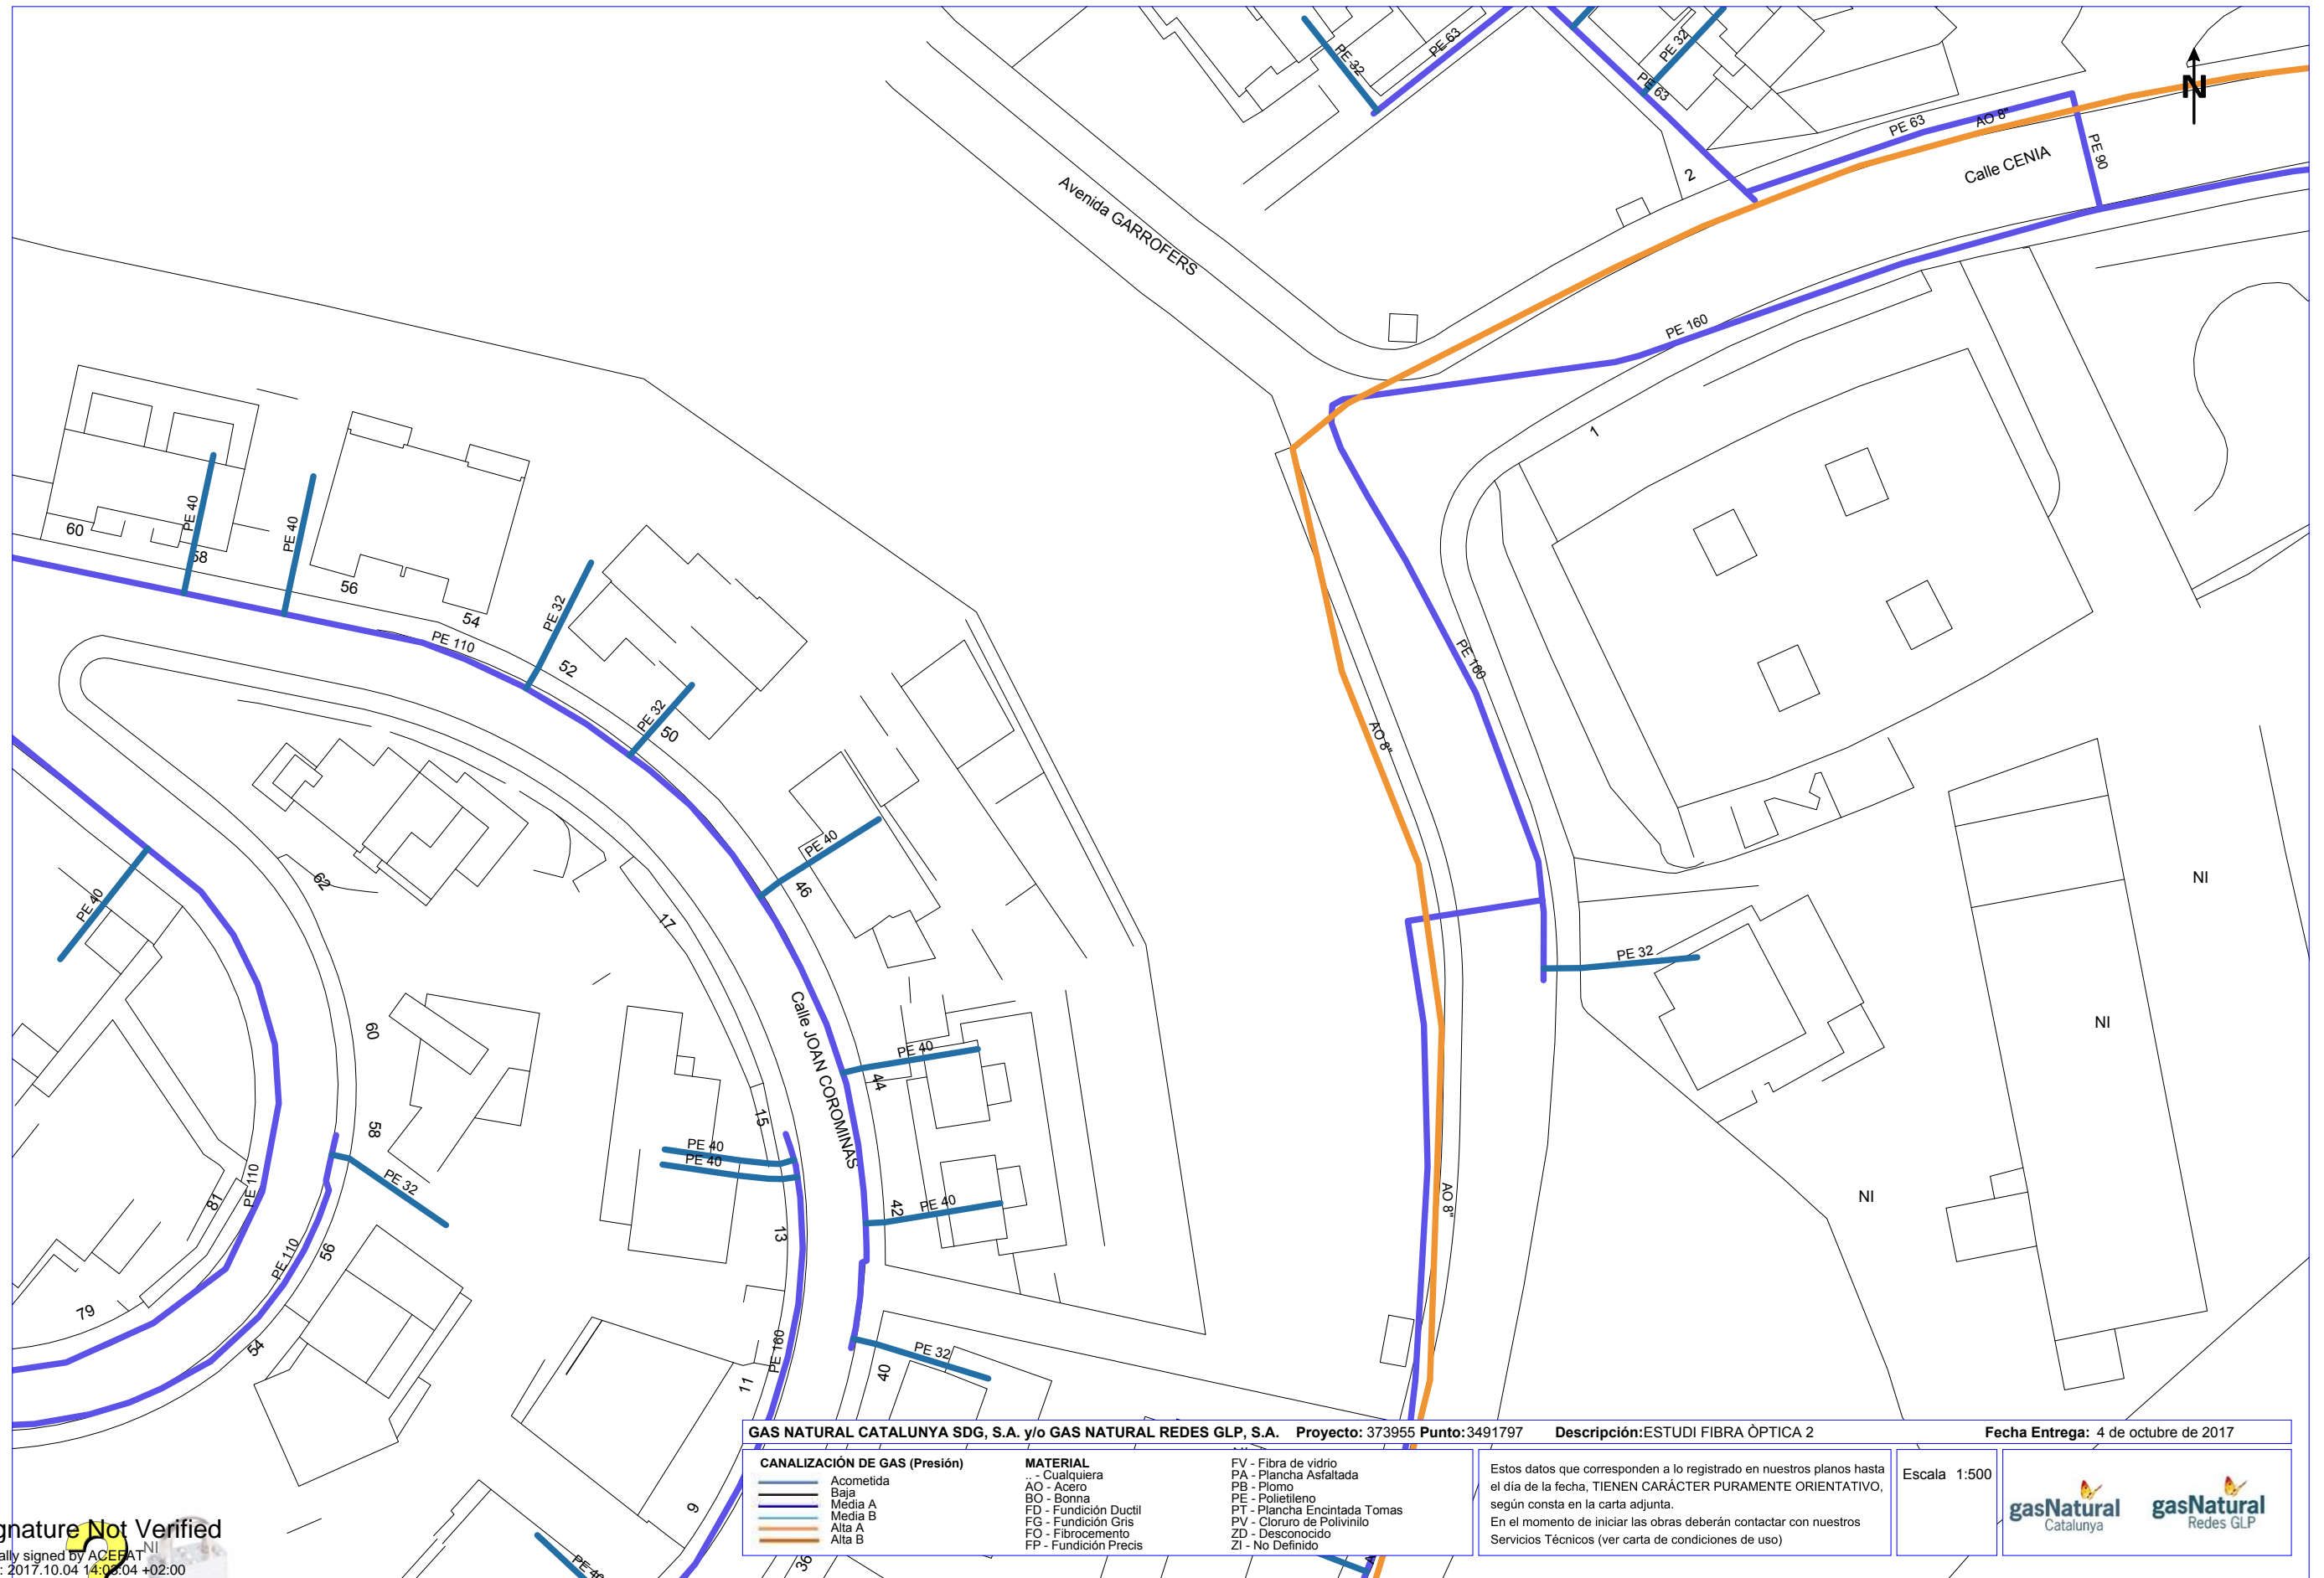 PE 32
PE 63
PE 32
PE 63
N
PE 63
AO 8"
PE 90
Calle CENIA
2
Avenida GARROFERS
PE 160
1
PE 40
PE 40
60
58
56
54
PE 110
PE 32
52
PE 32
50
PE 160
AO 8"
PE 40
46
62
17
PE 40
NI
PE 32
NI
60
Calle JOAN COROMINAS
PE 40
44
58
15
PE 40
PE 40
PE 32
81
PE 110
42
PE 40
AO 8"
NI
13
56
PE 110
79
54
PE 160
PE 32
40
11
9
36
NI
GAS NATURAL CATALUNYA SDG, S.A. y/o GAS NATURAL REDES GLP, S.A. Proyecto: 373955 Punto:3491797 Descripción:ESTUDI FIBRA ÒPTICA 2 Fecha Entrega: 4 de octubre de 2017
CANALIZACIÓN DE GAS (Presión)
Acometida
Baja
Media A
Media B
Alta A
Alta B
MATERIAL
.. - Cualquiera
AO - Acero
BO - Bonna
FD - Fundición Ductil
FG - Fundición Gris
FO - Fibrocemento
FP - Fundición Precis
FV - Fibra de vidrio
PA - Plancha Asfaltada
PB - Plomo
PE - Polietileno
PT - Plancha Encintada Tomas
PV - Cloruro de Polivinilo
ZD - Desconocido
ZI - No Definido
Estos datos que corresponden a lo registrado en nuestros planos hasta
el día de la fecha, TIENEN CARÁCTER PURAMENTE ORIENTATIVO,
según consta en la carta adjunta.
En el momento de iniciar las obras deberán contactar con nuestros
Servicios Técnicos (ver carta de condiciones de uso)
Escala 1:500
gasNatural
Catalunya
gasNatural
Redes GLP
gnature Not Verified
ally signed by ACEFAT
: 2017.10.04 14:03:04 +02:00